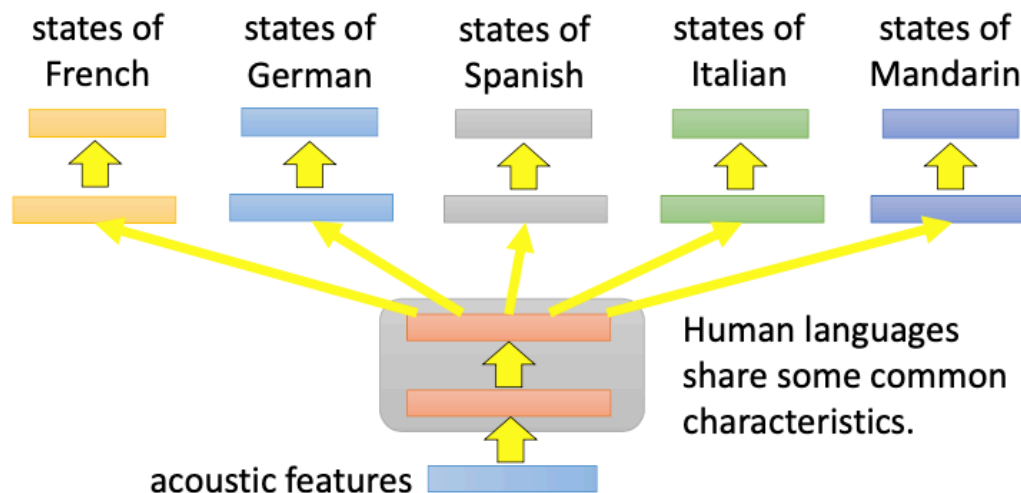 states of
French
states of
German
states of
Spanish
states of
Italian
states of
Mandarin
Human languages
share some common
characteristics.
acoustic features